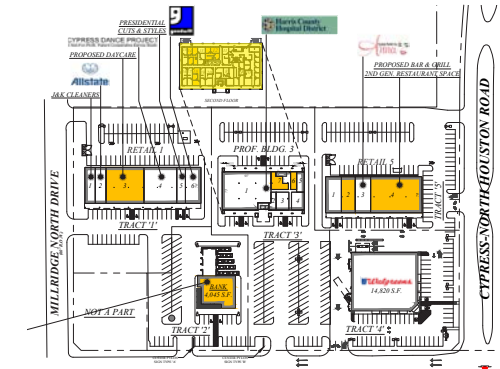 PRESIDENTIAL
CUTS & STYLES
goodwill
Harris County
Hospital District
CYPRESS DANCE PROJECT
PROPOSED DAYCARE
Allstate
J&K CLEANERS
PROPOSED BAR & GRILL
2ND GEN. RESTAURANT SPACE
SECOND FLOOR
RETAIL 1
PROF. BLDG. 3
RETAIL 5
1 2 3 4 5 6
1 2 3 4 5 6
1 2 3 4
TRACT '1'
TRACT '3'
TRACT '5'
MILLRIDGE NORTH DRIVE
CYPRESS-NORTH HOUSTON ROAD
BANK
4,045 S.F.
Walgreens
14,820 S.F.
NOT A PART
TRACT '2'
TRACT '4'